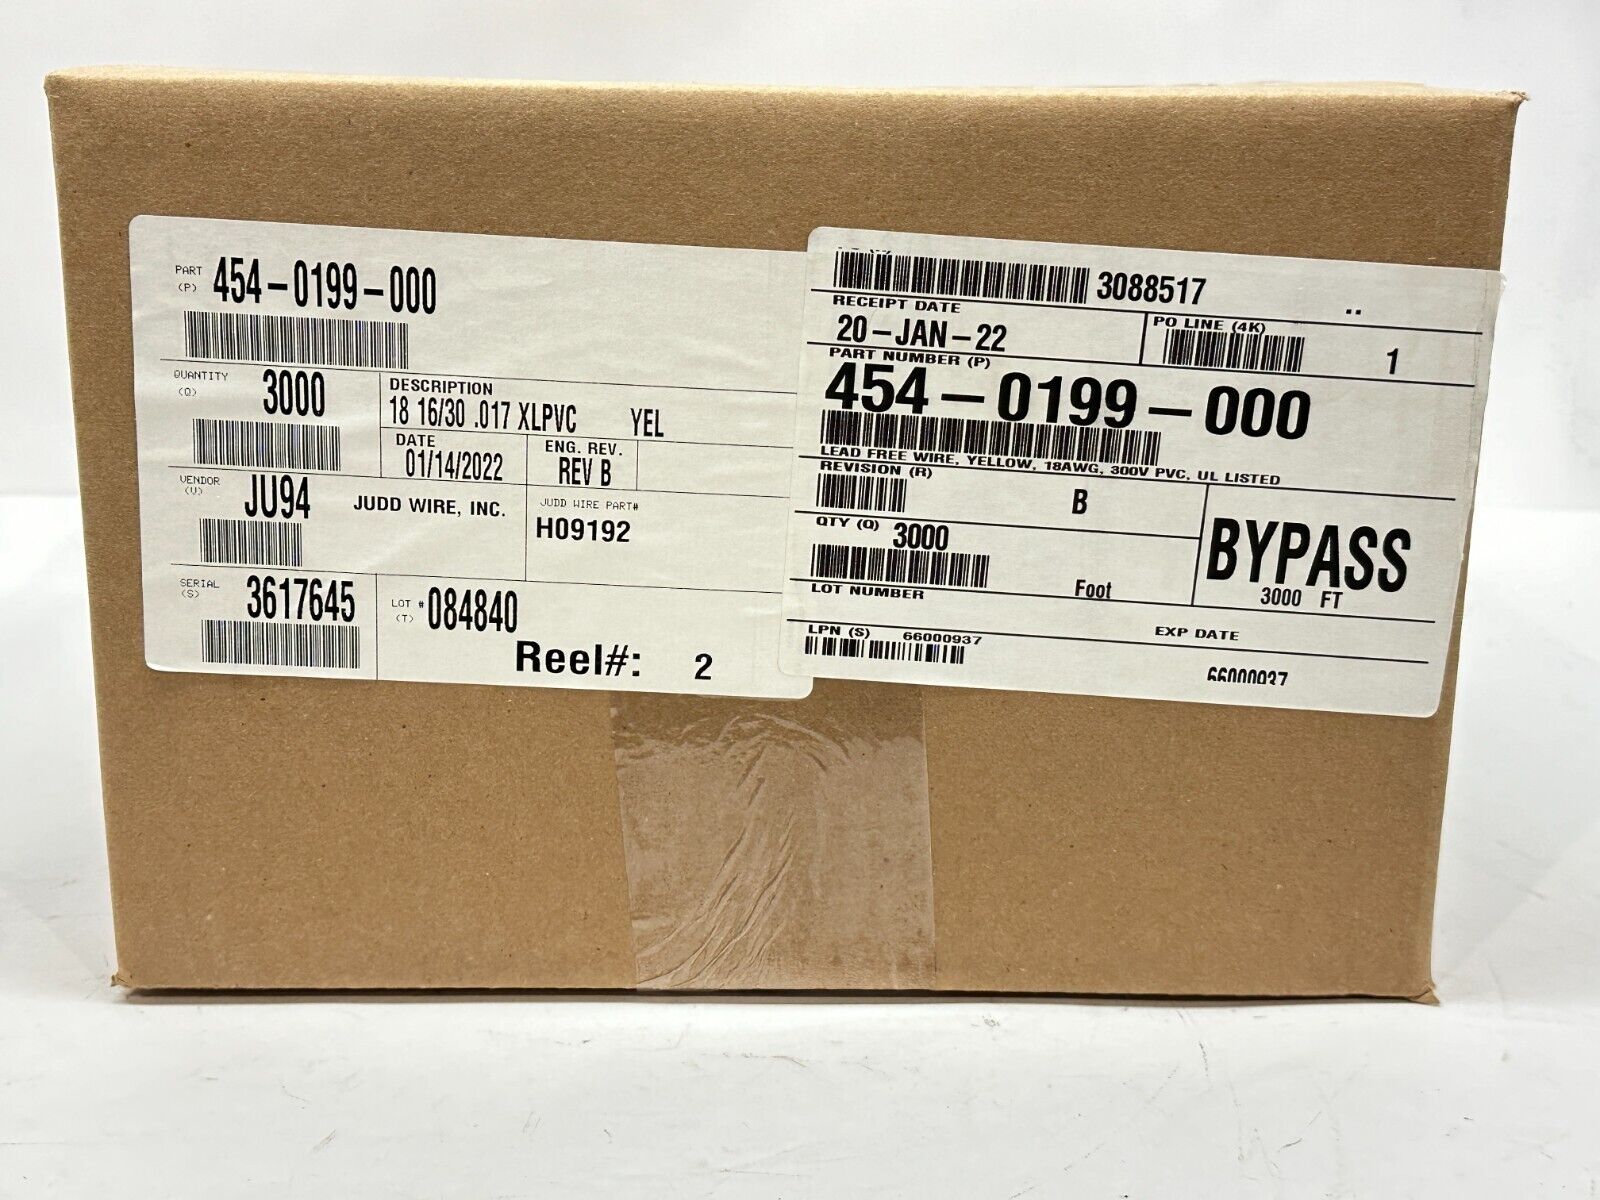 PART
(P) 454-0199-000
QUANTITY
(Q) 3000
DESCRIPTION
18 16/30 .017 XLPVC YEL
DATE
01/14/2022
ENG. REV.
REV B
VENDOR
(V) JU94 JUDD WIRE, INC.
JUDD WIRE PART#
H09192
SERIAL
(S) 3617645
LOT #
(T) 084840
Reel#: 2
3088517
RECEIPT DATE
20-JAN-22
PO LINE (4K)
1
PART NUMBER (P)
454-0199-000
LEAD FREE WIRE, YELLOW, 18AWG, 300V PVC, UL LISTED
REVISION (R)
B
QTY (Q) 3000
Foot
BYPASS
3000 FT
LOT NUMBER
EXP DATE
LPN (S) 66000937
66000937